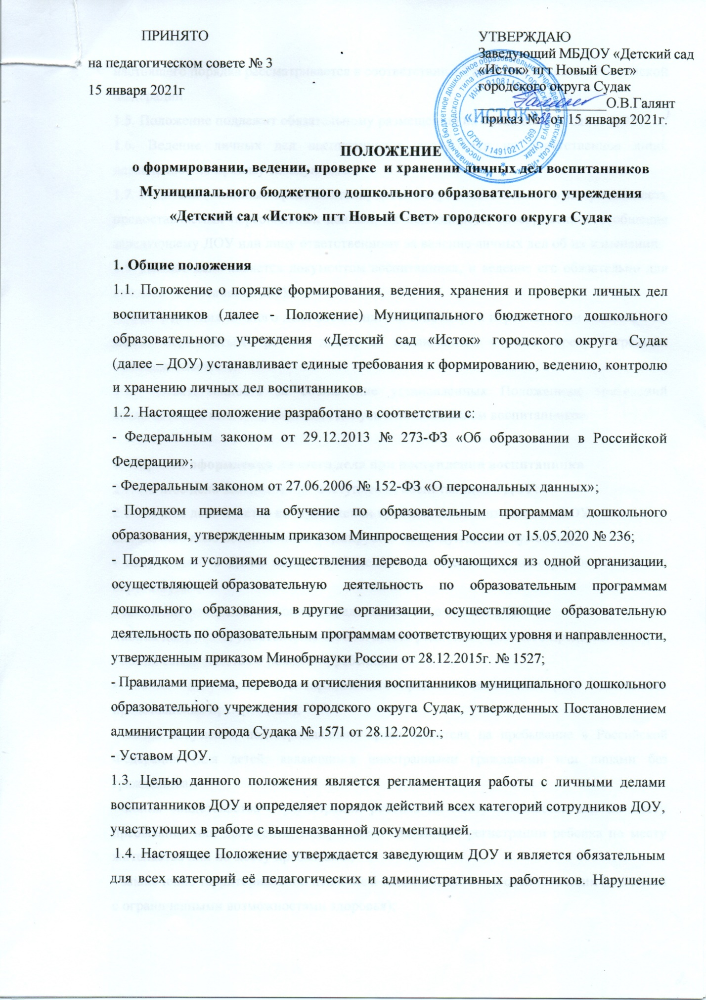 ПРИНЯТО
на педагогическом совете № 3
15 января 2021г
УТВЕРЖДАЮ
Заведующий МБДОУ «Детский сад
«Исток» пгт Новый Свет»
городского округа Судак
О.В.Галянт
приказ № от 15 января 2021г.
«ИСТОК»
ОГРН 1149102171569
ПОЛОЖЕНИЕ
о формировании, ведении, проверке и хранении личных дел воспитанников
Муниципального бюджетного дошкольного образовательного учреждения
«Детский сад «Исток» пгт Новый Свет» городского округа Судак
1. Общие положения
1.1. Положение о порядке формирования, ведения, хранения и проверки личных дел
воспитанников (далее - Положение) Муниципального бюджетного дошкольного
образовательного учреждения «Детский сад «Исток» городского округа Судак
(далее – ДОУ) устанавливает единые требования к формированию, ведению, контролю
и хранению личных дел воспитанников.
1.2. Настоящее положение разработано в соответствии с:
- Федеральным законом от 29.12.2013 № 273-ФЗ «Об образовании в Российской
Федерации»;
- Федеральным законом от 27.06.2006 № 152-ФЗ «О персональных данных»;
- Порядком приема на обучение по образовательным программам дошкольного
образования, утвержденным приказом Минпросвещения России от 15.05.2020 № 236;
- Порядком и условиями осуществления перевода обучающихся из одной организации,
осуществляющей образовательную деятельность по образовательным программам
дошкольного образования, в другие организации, осуществляющие образовательную
деятельность по образовательным программам соответствующих уровня и направленности,
утвержденным приказом Минобрнауки России от 28.12.2015г. № 1527;
- Правилами приема, перевода и отчисления воспитанников муниципального дошкольного
образовательного учреждения городского округа Судак, утвержденных Постановлением
администрации города Судака № 1571 от 28.12.2020г.;
- Уставом ДОУ.
1.3. Целью данного положения является регламентация работы с личными делами
воспитанников ДОУ и определяет порядок действий всех категорий сотрудников ДОУ,
участвующих в работе с вышеназванной документацией.
1.4. Настоящее Положение утверждается заведующим ДОУ и является обязательным
для всех категорий её педагогических и административных работников. Нарушение